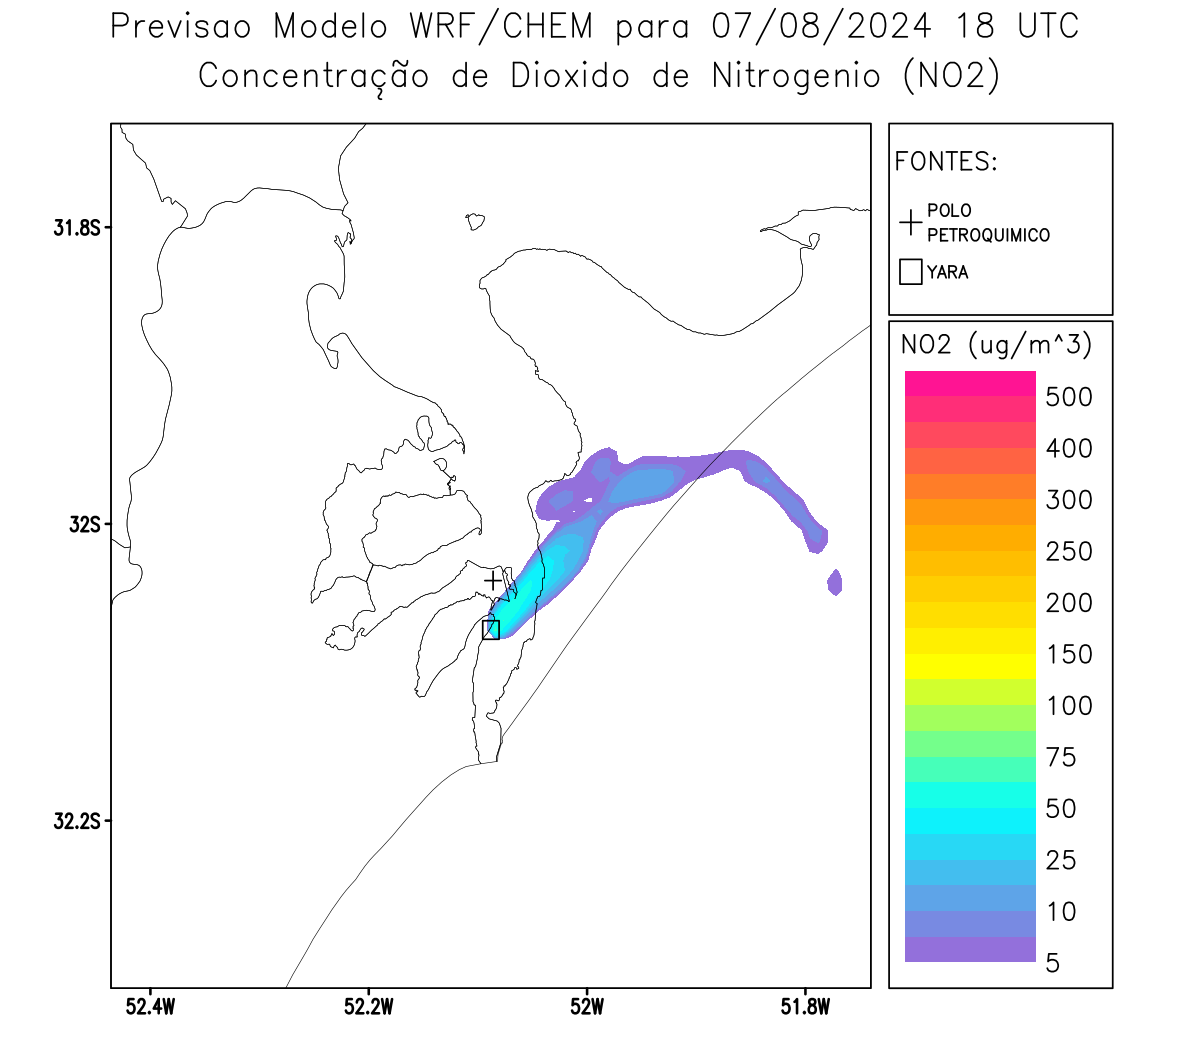 Previsao Modelo WRF/CHEM para 07/08/2024 18 UTC
Concentração de Dioxido de Nitrogenio (NO2)
FONTES:
POLO
PETROQUIMICO
YARA
31.8S
32S
32.2S
52.4W
52.2W
52W
51.8W
NO2 (ug/m^3)
500
400
300
250
200
150
100
75
50
25
10
5